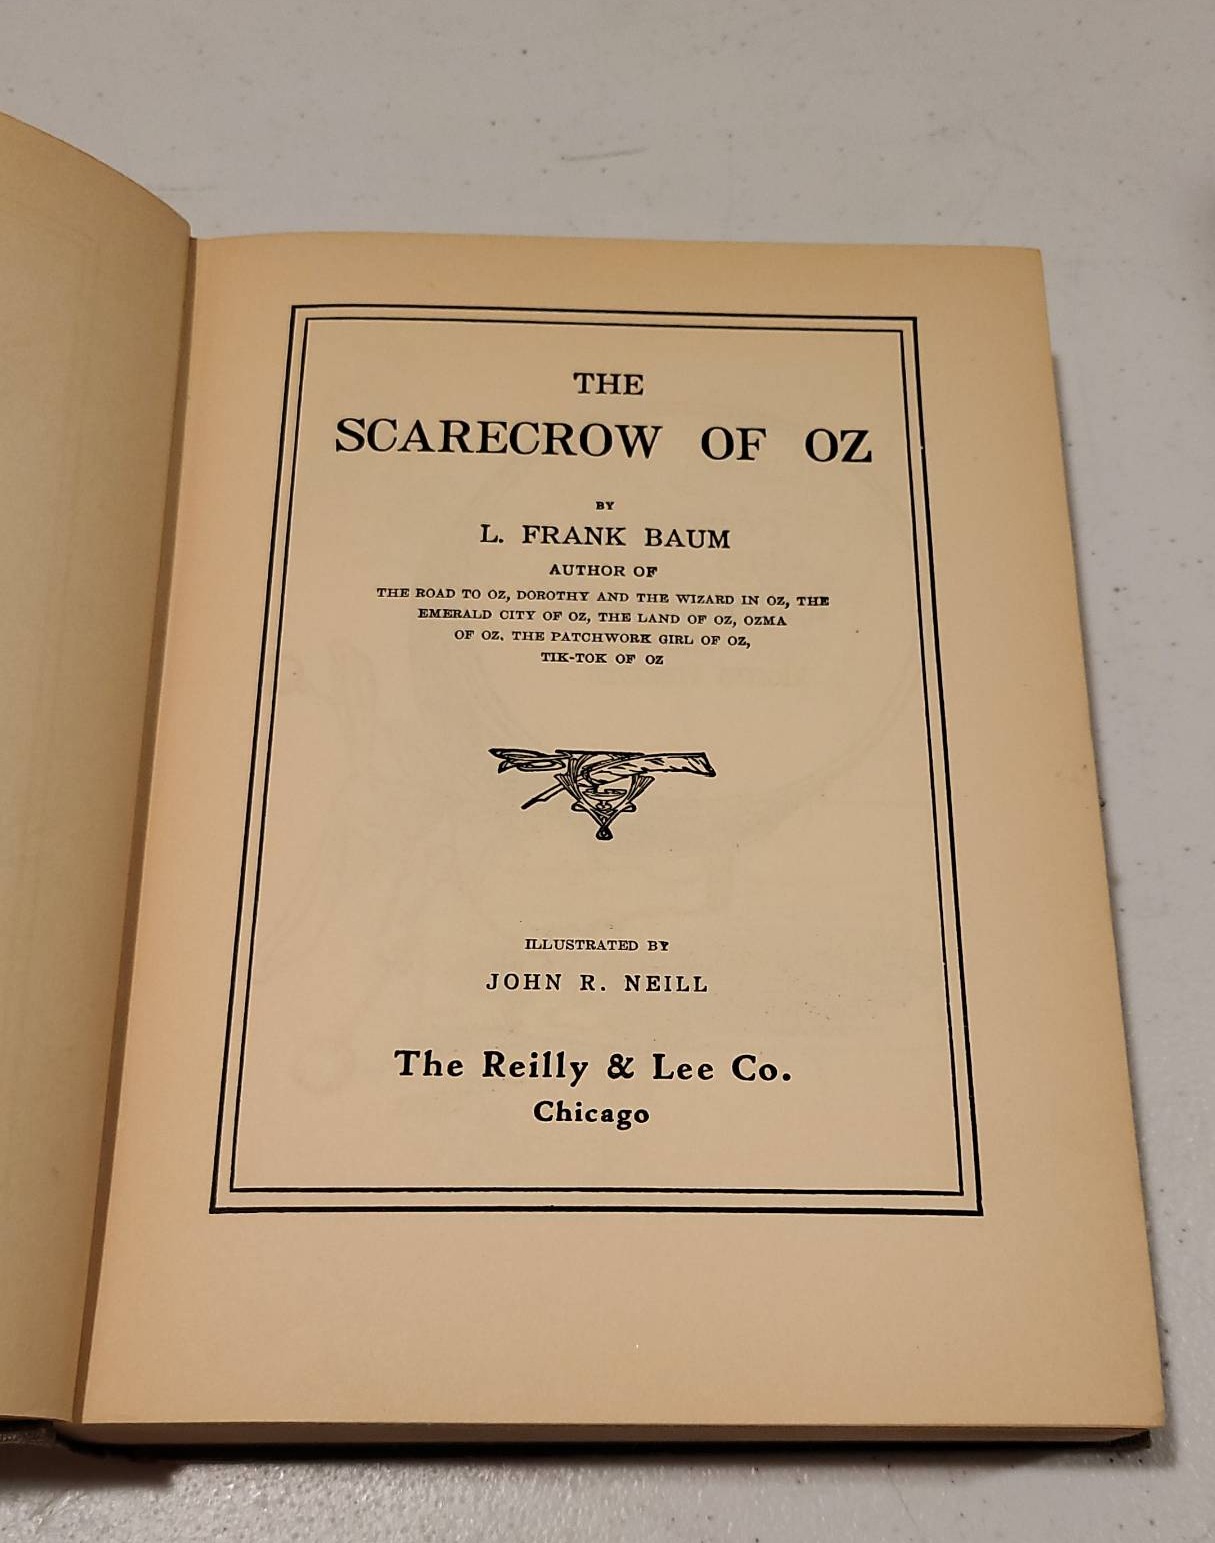 THE
SCARECROW OF OZ
BY
L. FRANK BAUM
AUTHOR OF
THE ROAD TO OZ, DOROTHY AND THE WIZARD IN OZ, THE
EMERALD CITY OF OZ, THE LAND OF OZ, OZMA
OF OZ, THE PATCHWORK GIRL OF OZ,
TIK-TOK OF OZ
ILLUSTRATED BY
JOHN R. NEILL
The Reilly & Lee Co.
Chicago